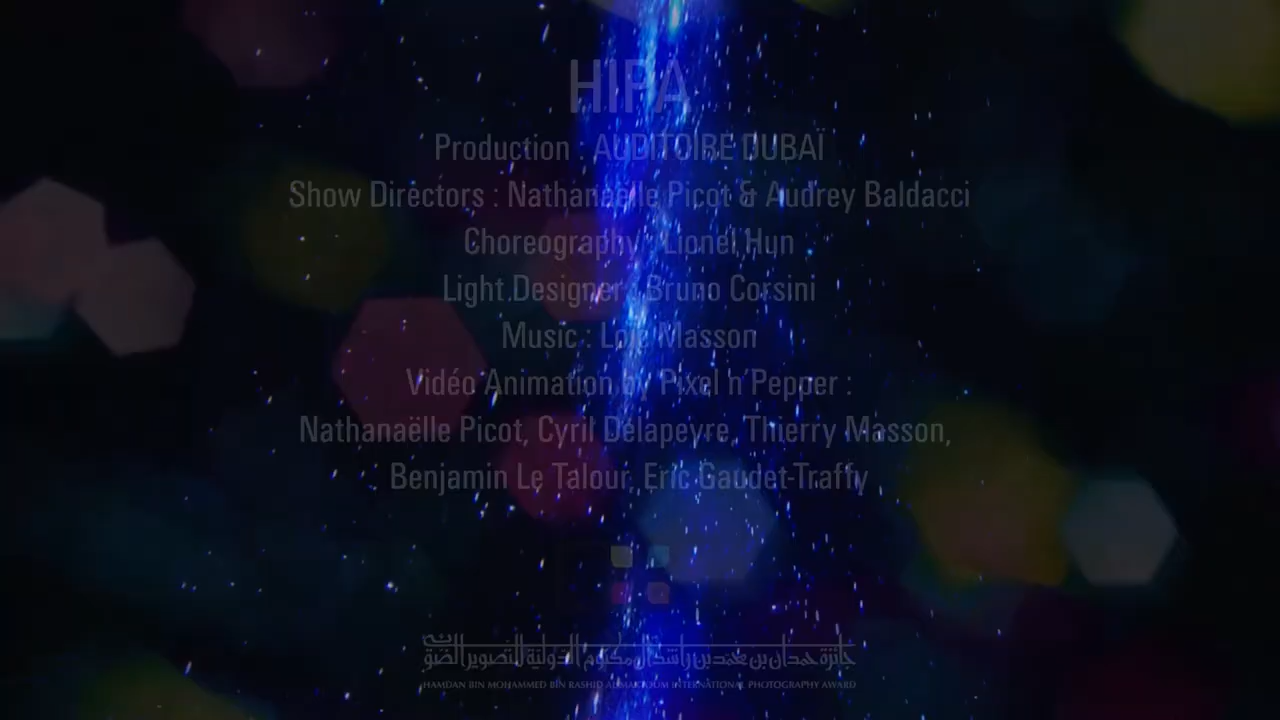 HIPA
Production : AUDITOIRE DUBAÏ
Show Directors : Nathanaëlle Picot & Audrey Baldacci
Choreography : Lionel Hun
Light Designer : Bruno Corsini
Music : Loïc Masson
Vidéo Animation by Pixel n'Pepper :
Nathanaëlle Picot, Cyril Délapeyre, Thierry Masson,
Benjamin Le Talour, Eric Gaudet-Traffy
جائزة حمدان بن محمد بن راشد آل مكتوم الدولية للتصوير الضوئي
HAMDAN BIN MOHAMMED BIN RASHID AL MAKTOUM INTERNATIONAL PHOTOGRAPHY AWARD